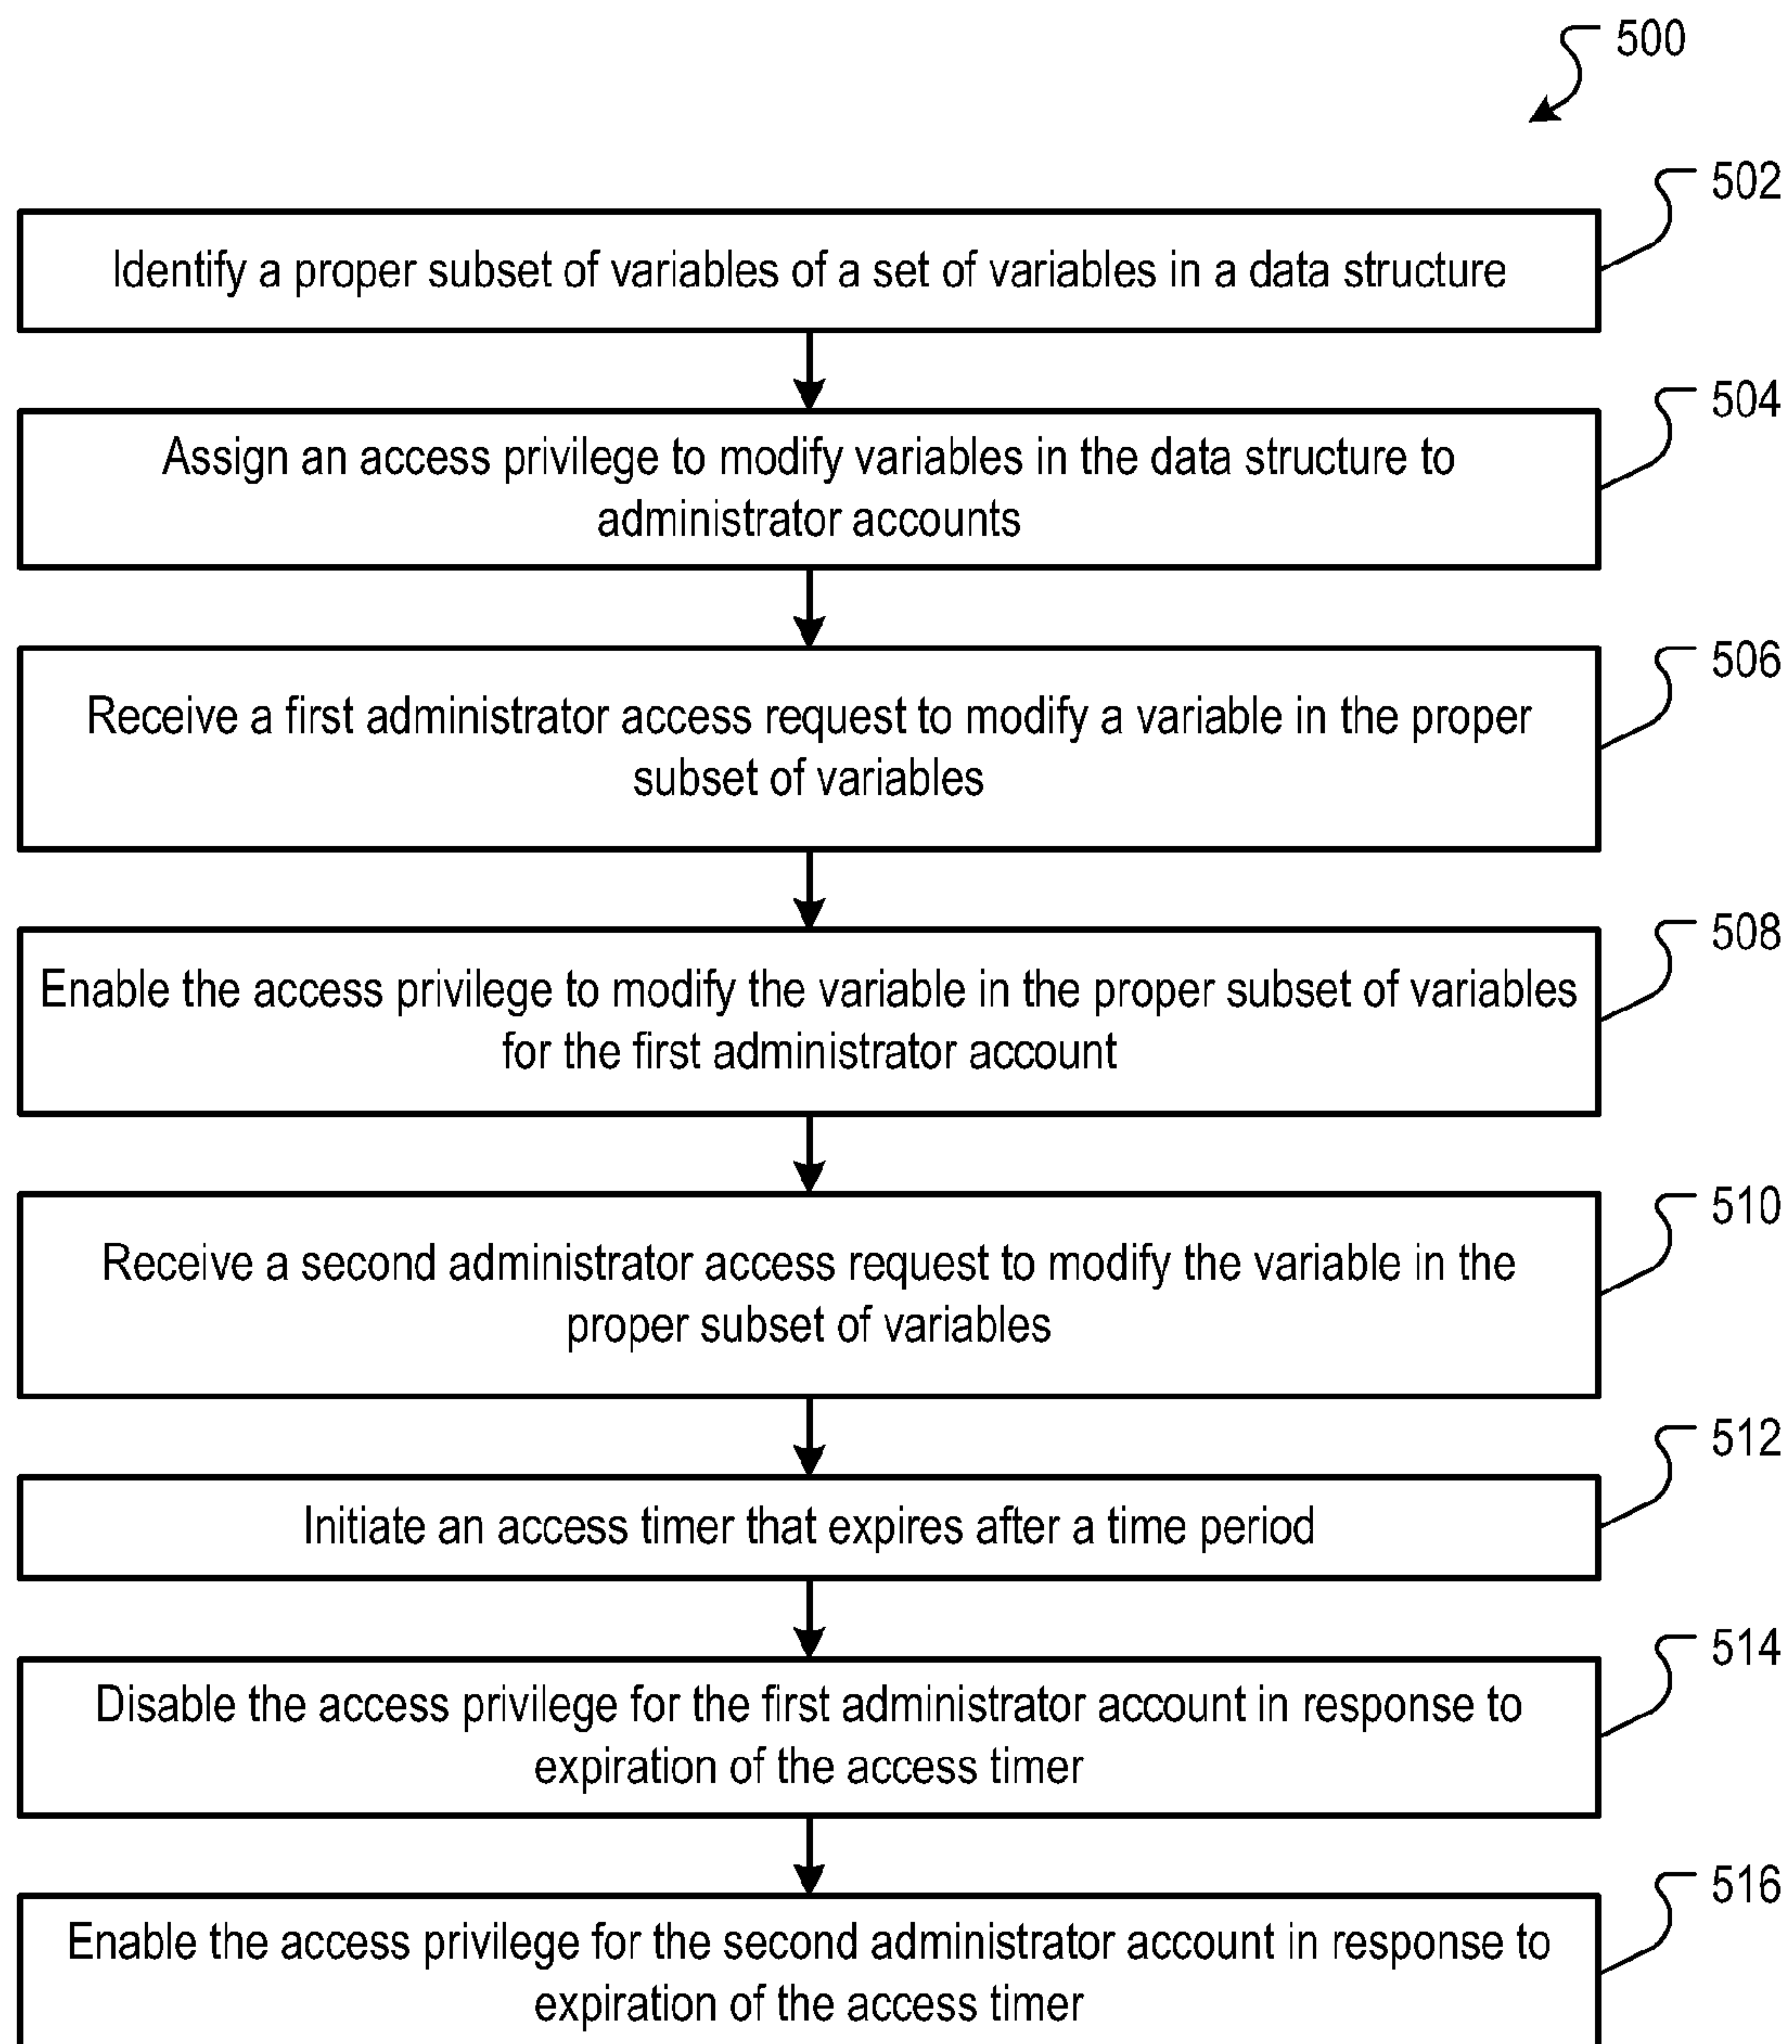 500
502
Identify a proper subset of variables of a set of variables in a data structure
504
Assign an access privilege to modify variables in the data structure to
administrator accounts
506
Receive a first administrator access request to modify a variable in the proper
subset of variables
508
Enable the access privilege to modify the variable in the proper subset of variables
for the first administrator account
510
Receive a second administrator access request to modify the variable in the
proper subset of variables
512
Initiate an access timer that expires after a time period
514
Disable the access privilege for the first administrator account in response to
expiration of the access timer
516
Enable the access privilege for the second administrator account in response to
expiration of the access timer